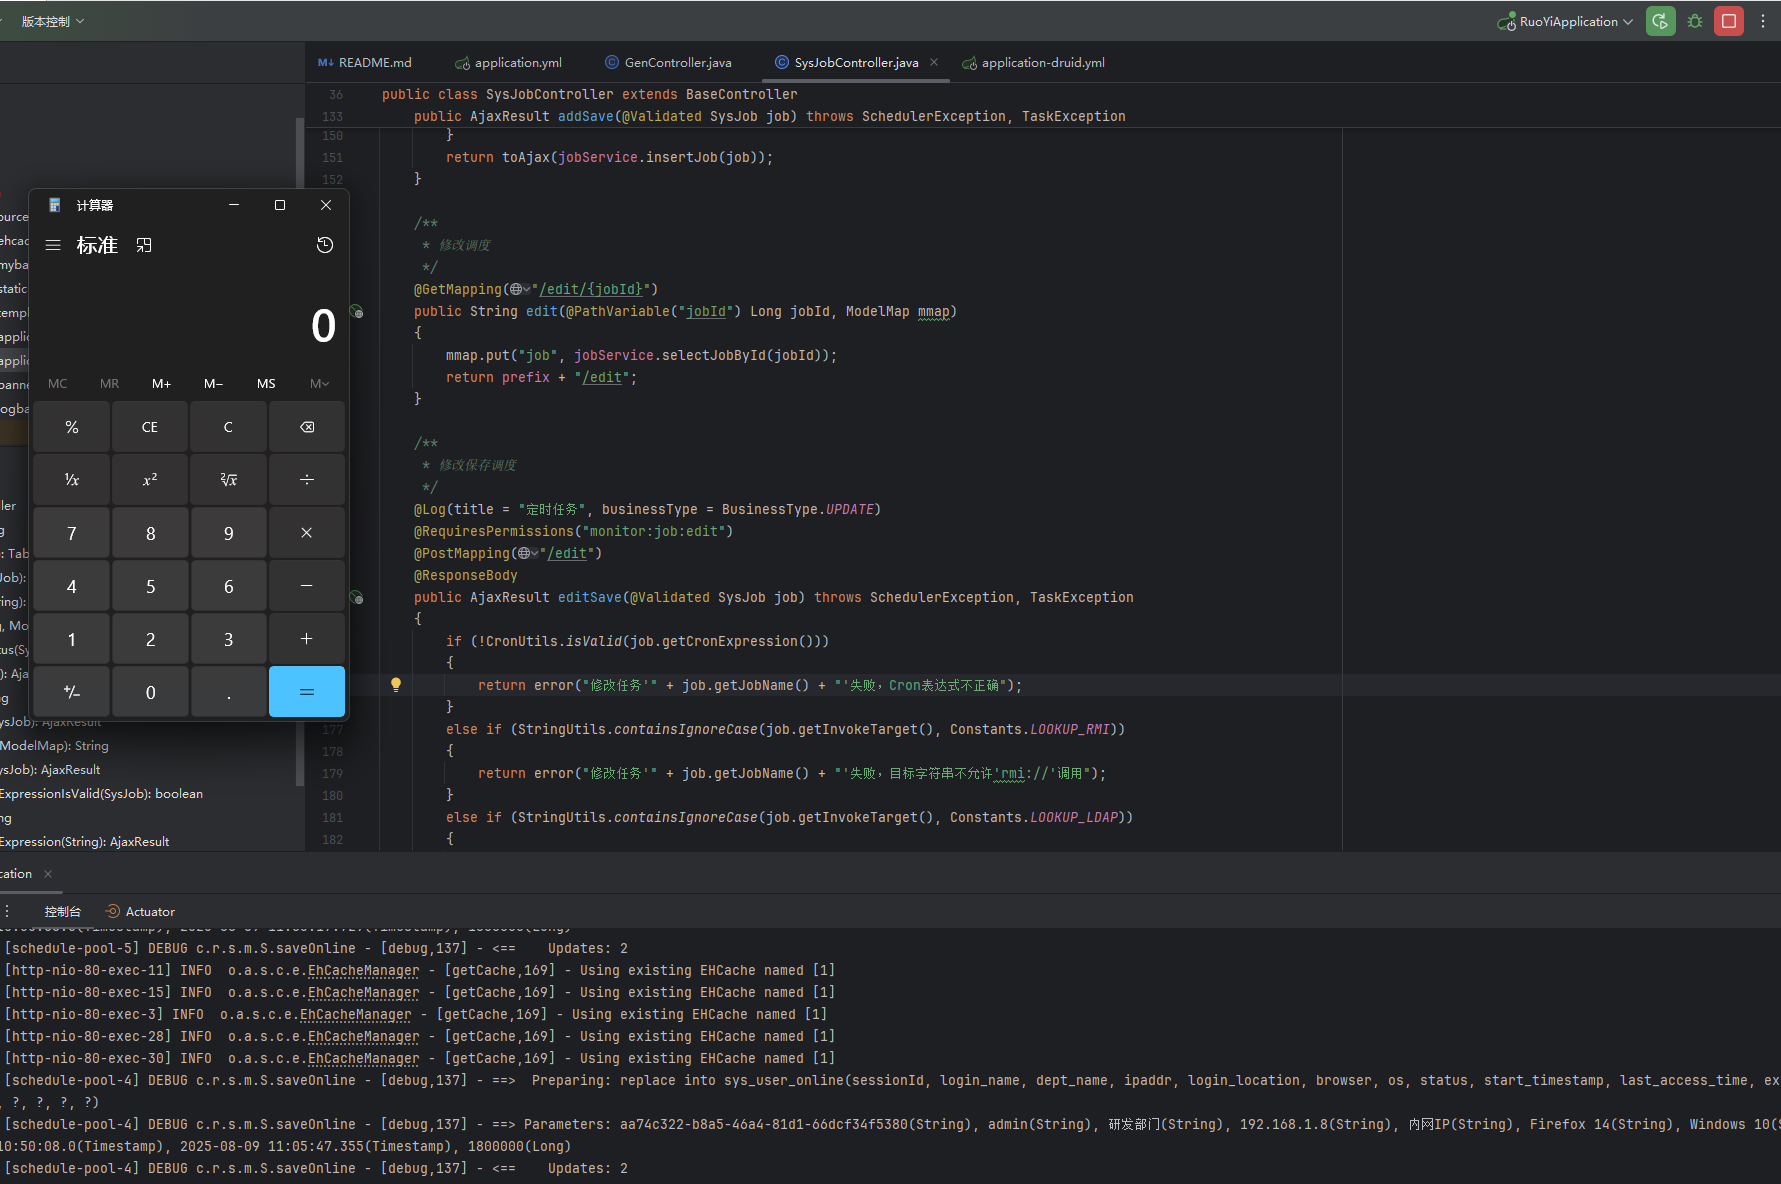 版本控制
RuoYiApplication
README.md
application.yml
GenController.java
SysJobController.java
application-druid.yml
36 public class SysJobController extends BaseController
133 public AjaxResult addSave(@Validated SysJob job) throws SchedulerException, TaskException
150 }
151 return toAjax(jobService.insertJob(job));
152 }
/**
* 修改调度
*/
@GetMapping("/edit/{jobId}")
public String edit(@PathVariable("jobId") Long jobId, ModelMap mmap)
{
mmap.put("job", jobService.selectJobById(jobId));
return prefix + "/edit";
}
/**
* 修改保存调度
*/
@Log(title = "定时任务", businessType = BusinessType.UPDATE)
@RequiresPermissions("monitor:job:edit")
@PostMapping("/edit")
@ResponseBody
public AjaxResult editSave(@Validated SysJob job) throws SchedulerException, TaskException
{
if (!CronUtils.isValid(job.getCronExpression()))
{
return error("修改任务'" + job.getJobName() + "'失败，Cron表达式不正确");
}
177 else if (StringUtils.containsIgnoreCase(job.getInvokeTarget(), Constants.LOOKUP_RMI))
178 {
179 return error("修改任务'" + job.getJobName() + "'失败，目标字符串不允许'rmi://'调用");
180 }
181 else if (StringUtils.containsIgnoreCase(job.getInvokeTarget(), Constants.LOOKUP_LDAP))
182 {
ource
ehcac
myba
static
templ
applic
applic
banne
ogba
ller
g
: Tab
Job):
ring):
, Mo
tus(Sy
): Aja
ng
ysJob): AjaxResult
ModelMap): String
ysJob): AjaxResult
ExpressionIsValid(SysJob): boolean
ng
Expression(String): AjaxResult
计算器
标准
0
MC MR M+ M− MS M
% CE C
¹/x x² ²√x ÷
7 8 9 ×
4 5 6 −
1 2 3 +
+/− 0 . =
cation
控制台 Actuator
[schedule-pool-5] DEBUG c.r.s.m.S.saveOnline - [debug,137] - <==    Updates: 2
[http-nio-80-exec-11] INFO  o.a.s.c.e.EhCacheManager - [getCache,169] - Using existing EHCache named [1]
[http-nio-80-exec-15] INFO  o.a.s.c.e.EhCacheManager - [getCache,169] - Using existing EHCache named [1]
[http-nio-80-exec-3] INFO  o.a.s.c.e.EhCacheManager - [getCache,169] - Using existing EHCache named [1]
[http-nio-80-exec-28] INFO  o.a.s.c.e.EhCacheManager - [getCache,169] - Using existing EHCache named [1]
[http-nio-80-exec-30] INFO  o.a.s.c.e.EhCacheManager - [getCache,169] - Using existing EHCache named [1]
[schedule-pool-4] DEBUG c.r.s.m.S.saveOnline - [debug,137] - ==>  Preparing: replace into sys_user_online(sessionId, login_name, dept_name, ipaddr, login_location, browser, os, status, start_timestamp, last_access_time, ex
, ?, ?, ?, ?)
[schedule-pool-4] DEBUG c.r.s.m.S.saveOnline - [debug,137] - ==> Parameters: aa74c322-b8a5-46a4-81d1-66dcf34f5380(String), admin(String), 研发部门(String), 192.168.1.8(String), 内网IP(String), Firefox 14(String), Windows 10(S
10:50:08.0(Timestamp), 2025-08-09 11:05:47.355(Timestamp), 1800000(Long)
[schedule-pool-4] DEBUG c.r.s.m.S.saveOnline - [debug,137] - <==    Updates: 2